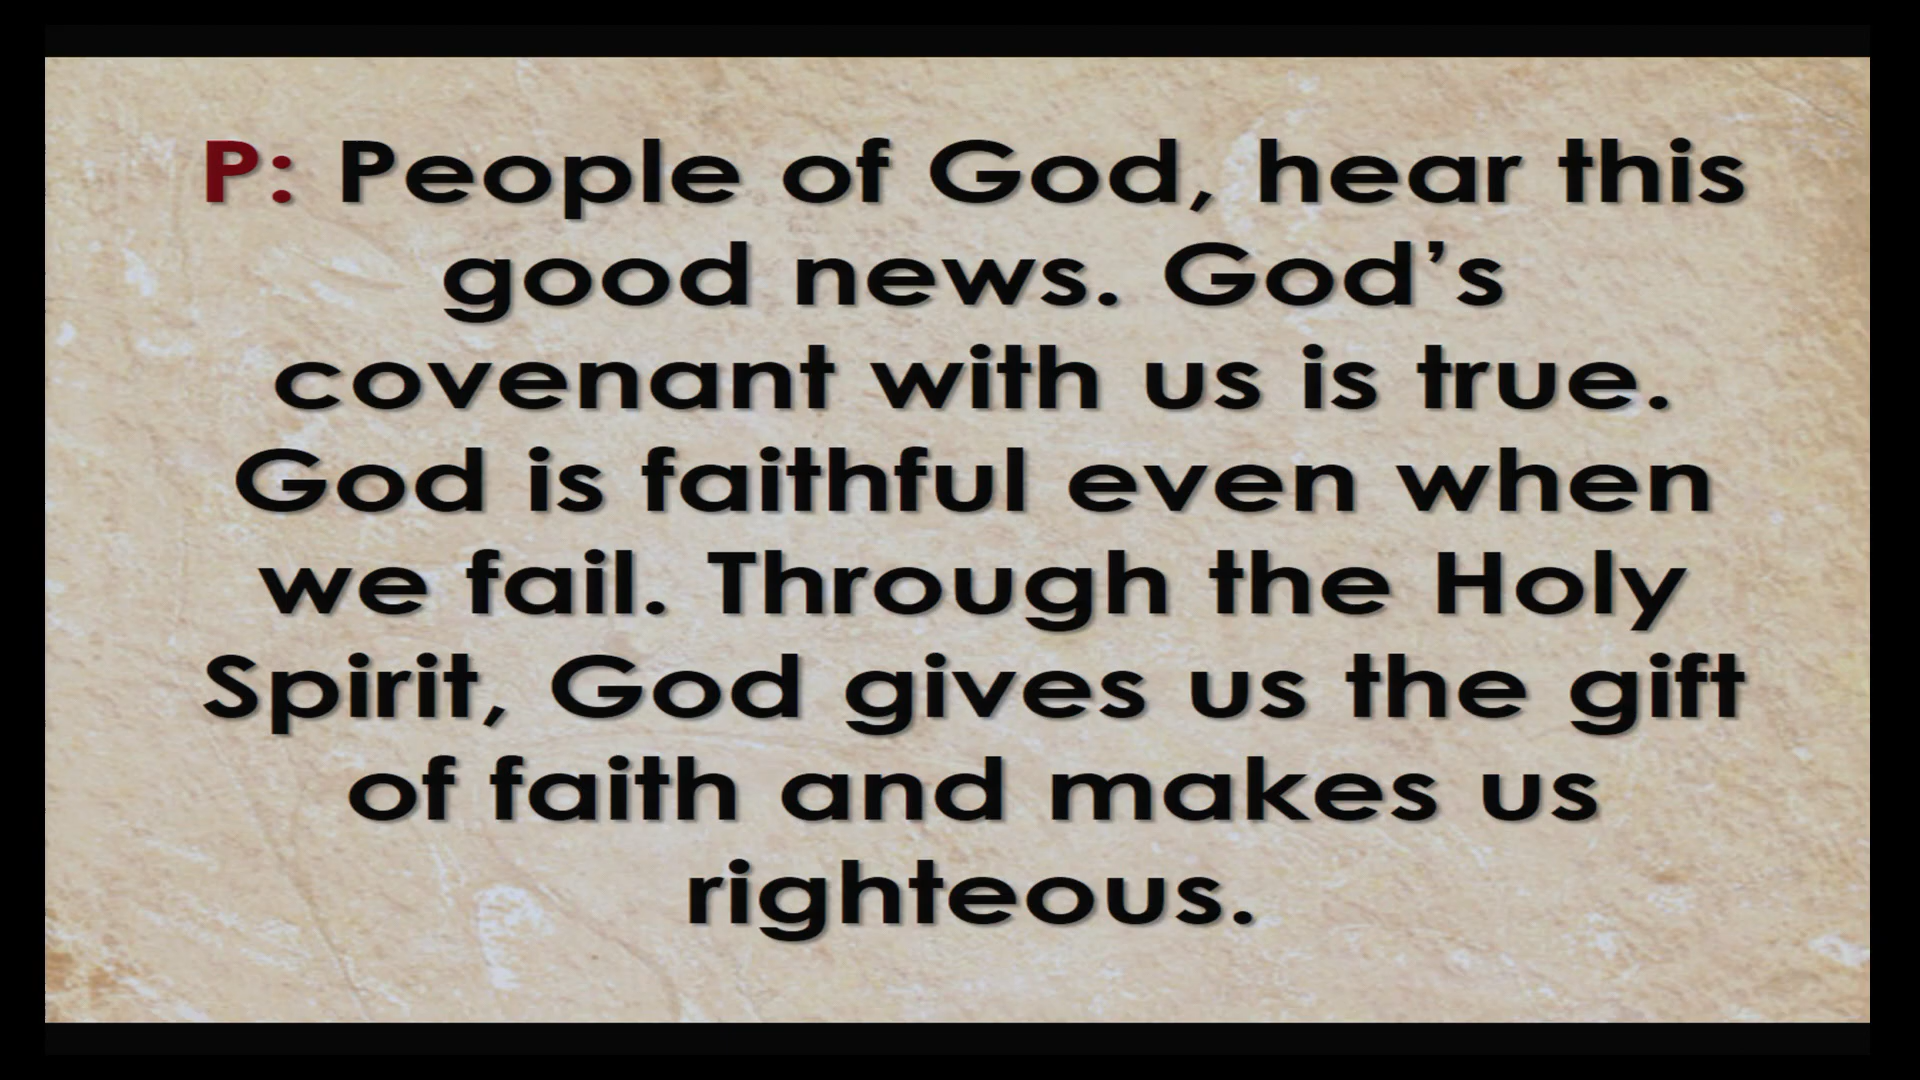 P: People of God, hear this
good news. God’s
covenant with us is true.
God is faithful even when
we fail. Through the Holy
Spirit, God gives us the gift
of faith and makes us
righteous.